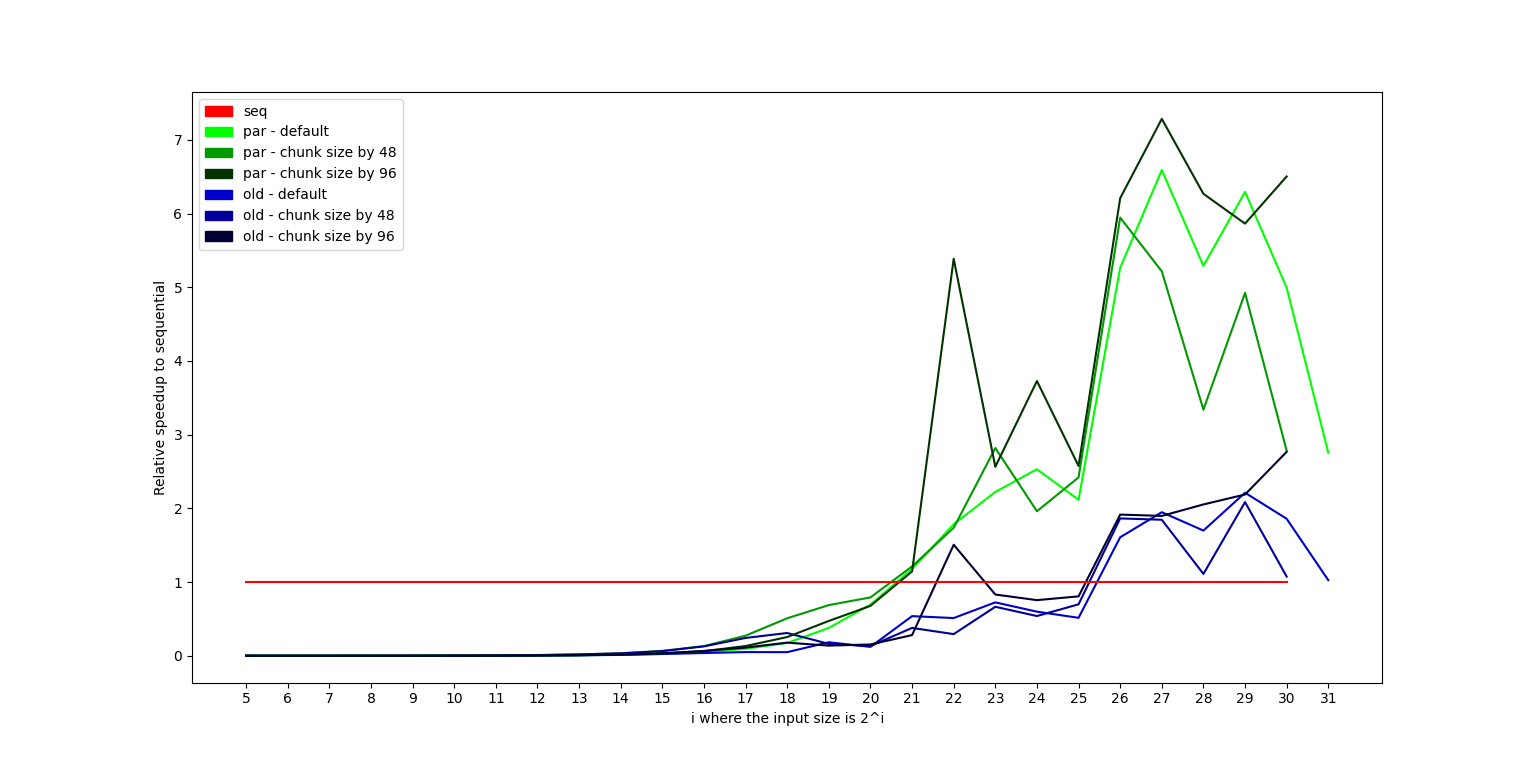 seq
par - default
par - chunk size by 48
par - chunk size by 96
old - default
old - chunk size by 48
old - chunk size by 96
7
6
5
4
3
2
1
0
Relative speedup to sequential
5 6 7 8 9 10 11 12 13 14 15 16 17 18 19 20 21 22 23 24 25 26 27 28 29 30 31
i where the input size is 2^i